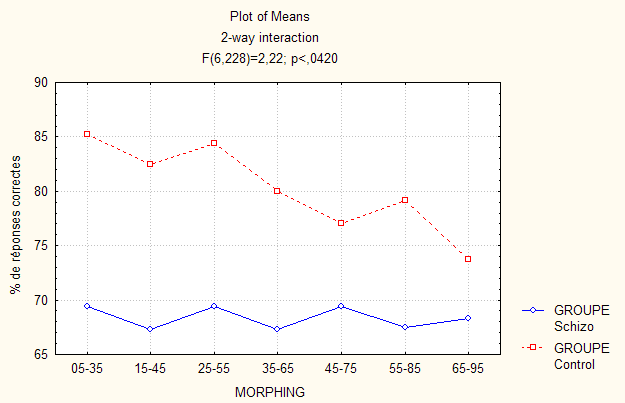 Plot of Means
2-way interaction
F(6,228)=2,22; p<,0420
% de réponses correctes
90
85
80
75
70
65
05-35 15-45 25-55 35-65 45-75 55-85 65-95
MORPHING
GROUPE
Schizo
GROUPE
Control